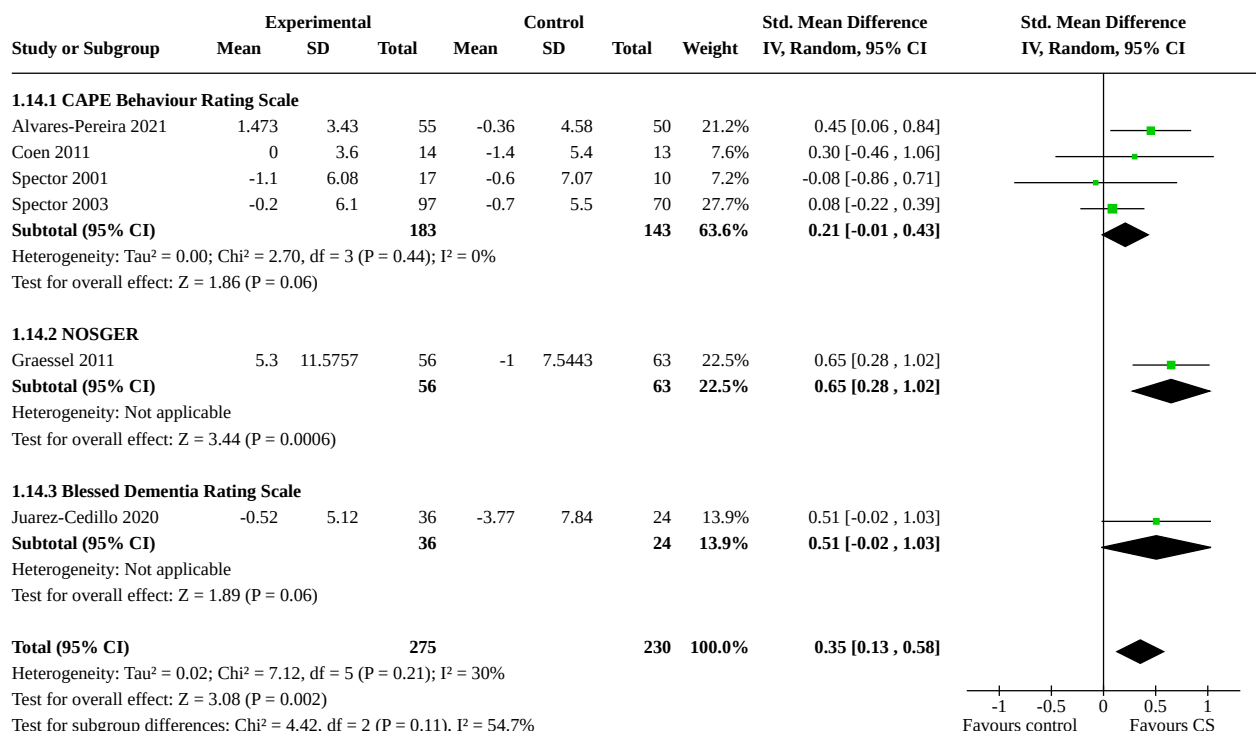 Experimental Control Std. Mean Difference Std. Mean Difference
Study or Subgroup Mean SD Total Mean SD Total Weight IV, Random, 95% CI IV, Random, 95% CI
1.14.1 CAPE Behaviour Rating Scale
Alvares-Pereira 2021 1.473 3.43 55 -0.36 4.58 50 21.2% 0.45 [0.06 , 0.84]
Coen 2011 0 3.6 14 -1.4 5.4 13 7.6% 0.30 [-0.46 , 1.06]
Spector 2001 -1.1 6.08 17 -0.6 7.07 10 7.2% -0.08 [-0.86 , 0.71]
Spector 2003 -0.2 6.1 97 -0.7 5.5 70 27.7% 0.08 [-0.22 , 0.39]
Subtotal (95% CI) 183 143 63.6% 0.21 [-0.01 , 0.43]
Heterogeneity: Tau² = 0.00; Chi² = 2.70, df = 3 (P = 0.44); I² = 0%
Test for overall effect: Z = 1.86 (P = 0.06)
1.14.2 NOSGER
Graessel 2011 5.3 11.5757 56 -1 7.5443 63 22.5% 0.65 [0.28 , 1.02]
Subtotal (95% CI) 56 63 22.5% 0.65 [0.28 , 1.02]
Heterogeneity: Not applicable
Test for overall effect: Z = 3.44 (P = 0.0006)
1.14.3 Blessed Dementia Rating Scale
Juarez-Cedillo 2020 -0.52 5.12 36 -3.77 7.84 24 13.9% 0.51 [-0.02 , 1.03]
Subtotal (95% CI) 36 24 13.9% 0.51 [-0.02 , 1.03]
Heterogeneity: Not applicable
Test for overall effect: Z = 1.89 (P = 0.06)
Total (95% CI) 275 230 100.0% 0.35 [0.13 , 0.58]
Heterogeneity: Tau² = 0.02; Chi² = 7.12, df = 5 (P = 0.21); I² = 30%
Test for overall effect: Z = 3.08 (P = 0.002)
-1 -0.5 0 0.5 1
Test for subgroup differences: Chi² = 4.42, df = 2 (P = 0.11), I² = 54.7%
Favours control Favours CS